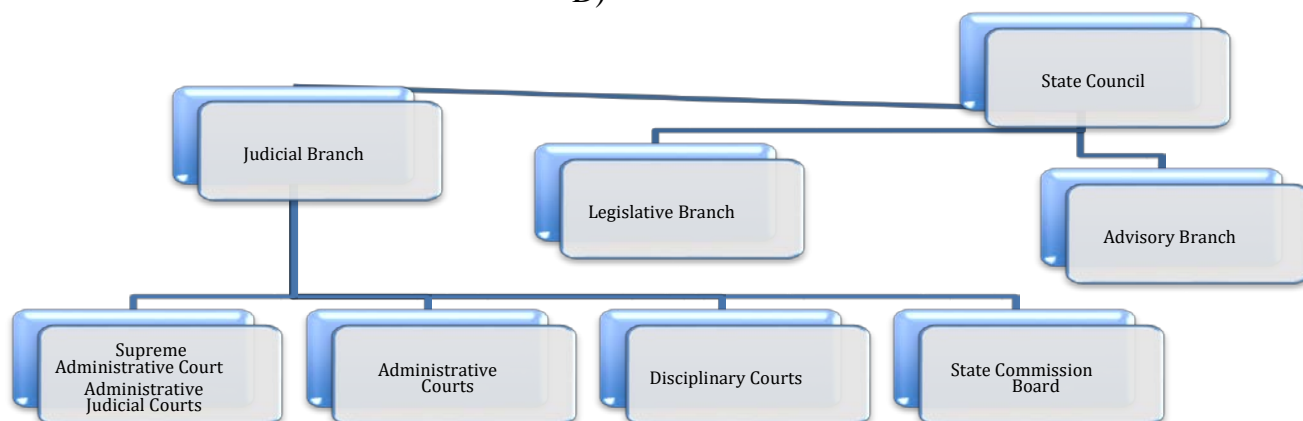 B)
State Council
Judicial Branch
Legislative Branch
Advisory Branch
Supreme
Administrative Court
Administrative
Judicial Courts
Administrative
Courts
Disciplinary Courts
State Commission
Board